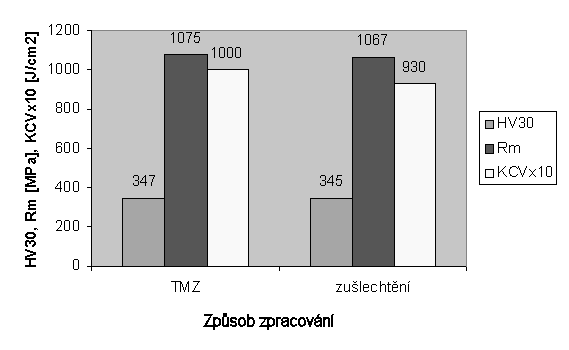 HV30, Rm [MPa], KCVx10 [J/cm2]
1200
1000
800
600
400
200
0
347
1075
1000
345
1067
930
TMZ
zušlechtění
Způsob zpracování
HV30
Rm
KCVx10